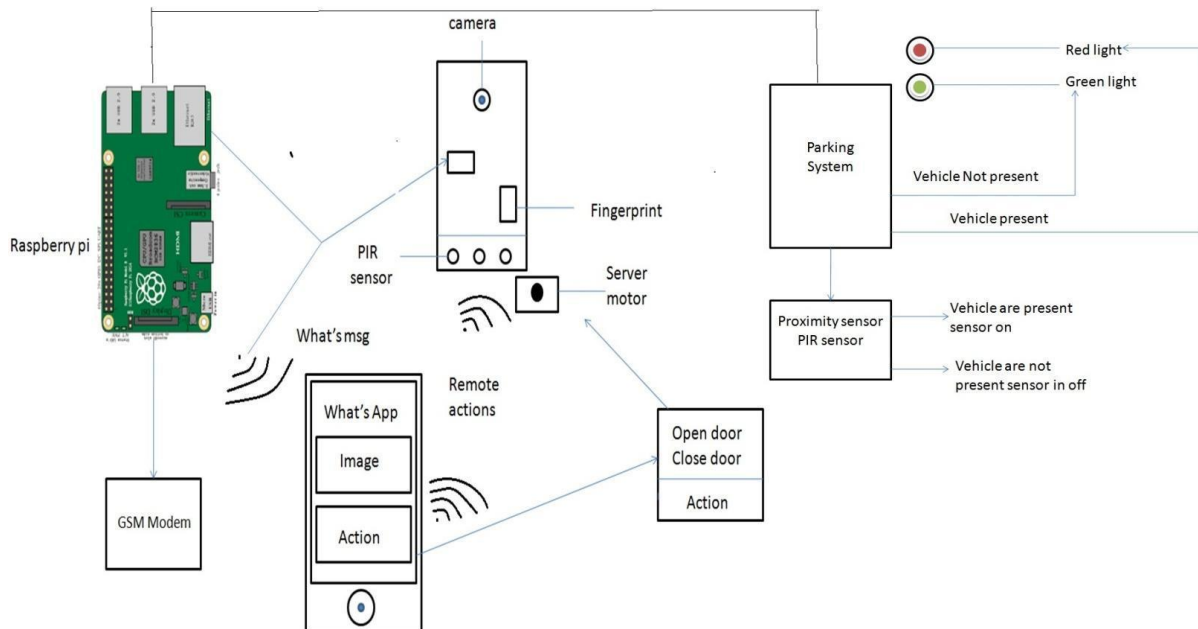 camera
Red light
Green light
Parking
System
Vehicle Not present
Vehicle present
Fingerprint
Raspberry pi
PIR
sensor
Server
motor
Proximity sensor
PIR sensor
Vehicle are present
sensor on
Vehicle are not
present sensor in off
What's msg
Remote
actions
What's App
Image
Action
Open door
Close door
Action
GSM Modem